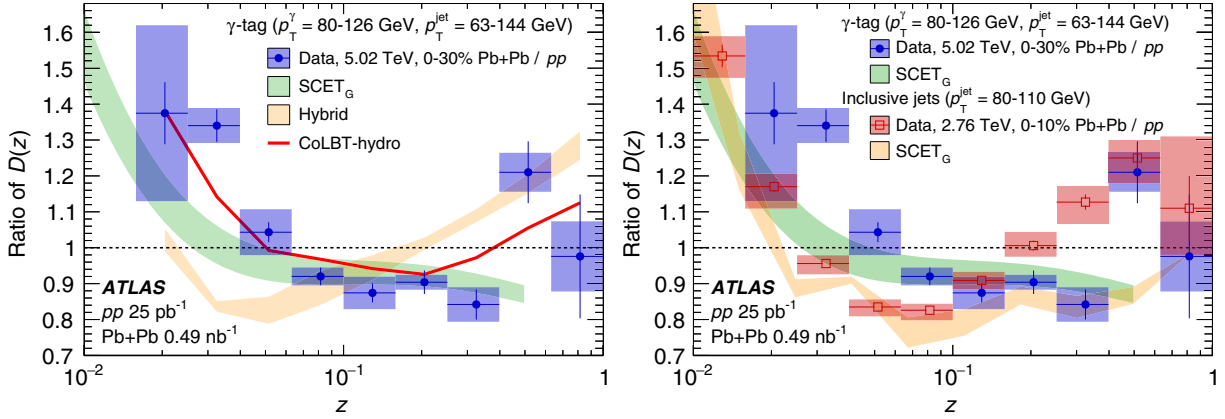 γ-tag (p_T^γ = 80-126 GeV, p_T^jet = 63-144 GeV)
Data, 5.02 TeV, 0-30% Pb+Pb / pp
SCET_G
Hybrid
CoLBT-hydro
Ratio of D(z)
1.6
1.5
1.4
1.3
1.2
1.1
1
0.9
0.8
0.7
ATLAS
pp 25 pb⁻¹
Pb+Pb 0.49 nb⁻¹
10⁻² 10⁻¹ 1
z
γ-tag (p_T^γ = 80-126 GeV, p_T^jet = 63-144 GeV)
Data, 5.02 TeV, 0-30% Pb+Pb / pp
SCET_G
Inclusive jets (p_T^jet = 80-110 GeV)
Data, 2.76 TeV, 0-10% Pb+Pb / pp
SCET_G
Ratio of D(z)
1.6
1.5
1.4
1.3
1.2
1.1
1
0.9
0.8
0.7
ATLAS
pp 25 pb⁻¹
Pb+Pb 0.49 nb⁻¹
10⁻² 10⁻¹ 1
z